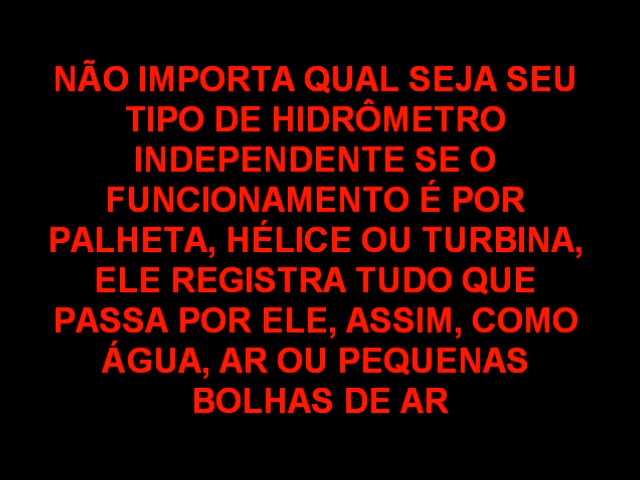 NÃO IMPORTA QUAL SEJA SEU
TIPO DE HIDRÔMETRO
INDEPENDENTE SE O
FUNCIONAMENTO É POR
PALHETA, HÉLICE OU TURBINA,
ELE REGISTRA TUDO QUE
PASSA POR ELE, ASSIM, COMO
ÁGUA, AR OU PEQUENAS
BOLHAS DE AR